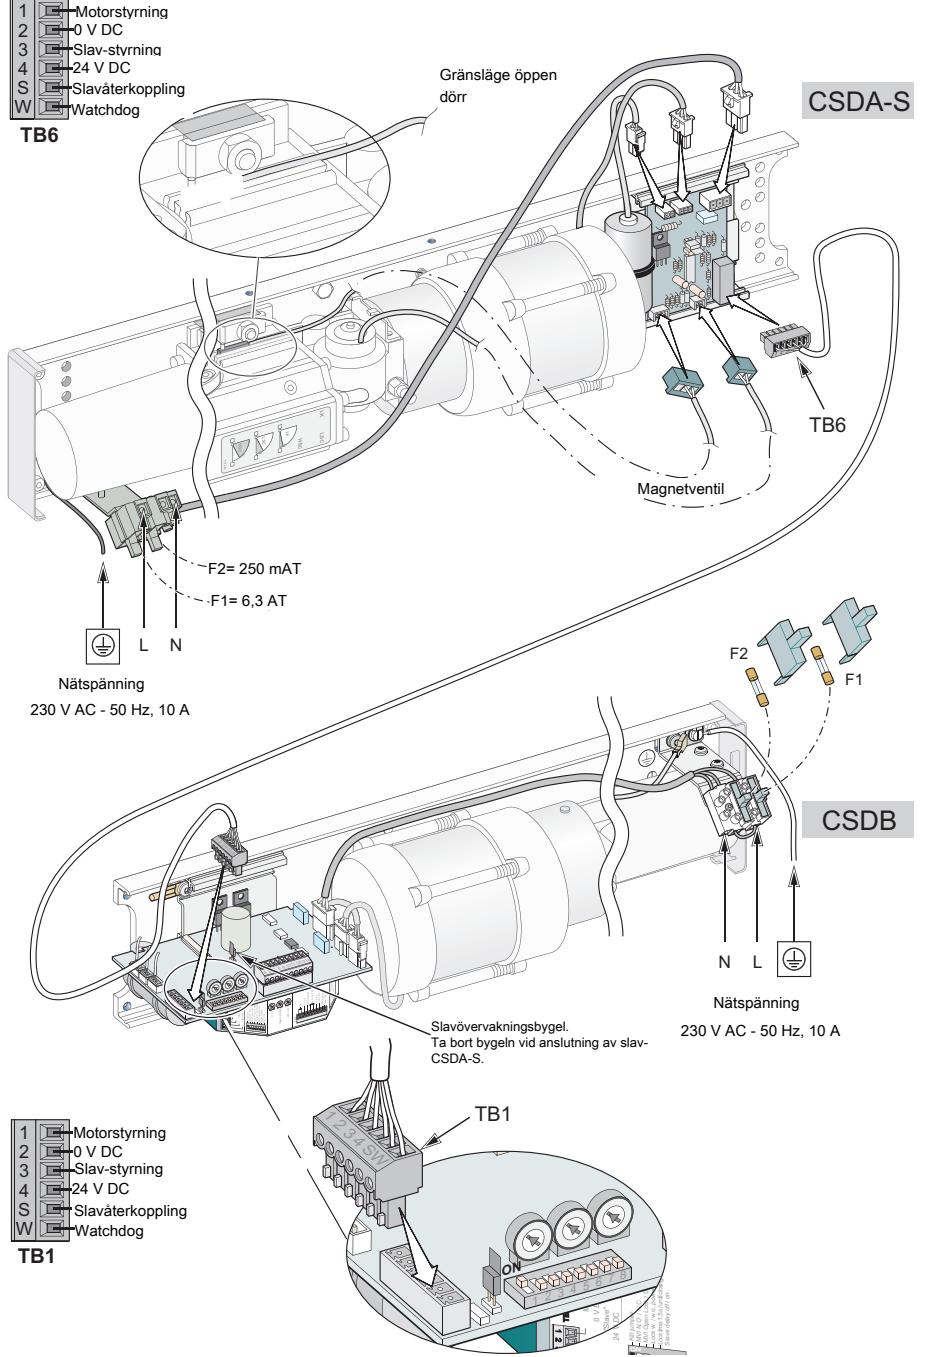 1 Motorstyrning
2 0 V DC
3 Slav-styrning
4 24 V DC
S Slavåterkoppling
W Watchdog
TB6
Gränsläge öppen
dörr
CSDA-S
TB6
Magnetventil
F2= 250 mAT
F1= 6,3 AT
L N
Nätspänning
230 V AC - 50 Hz, 10 A
F2
F1
CSDB
N L
Nätspänning
230 V AC - 50 Hz, 10 A
Slavövervakningsbygel.
Ta bort bygeln vid anslutning av slav-
CSDA-S.
TB1
1 2 3 4 S W
1 Motorstyrning
2 0 V DC
3 Slav-styrning
4 24 V DC
S Slavåterkoppling
W Watchdog
TB1
ON
1 2 3 4 5 6 7 8